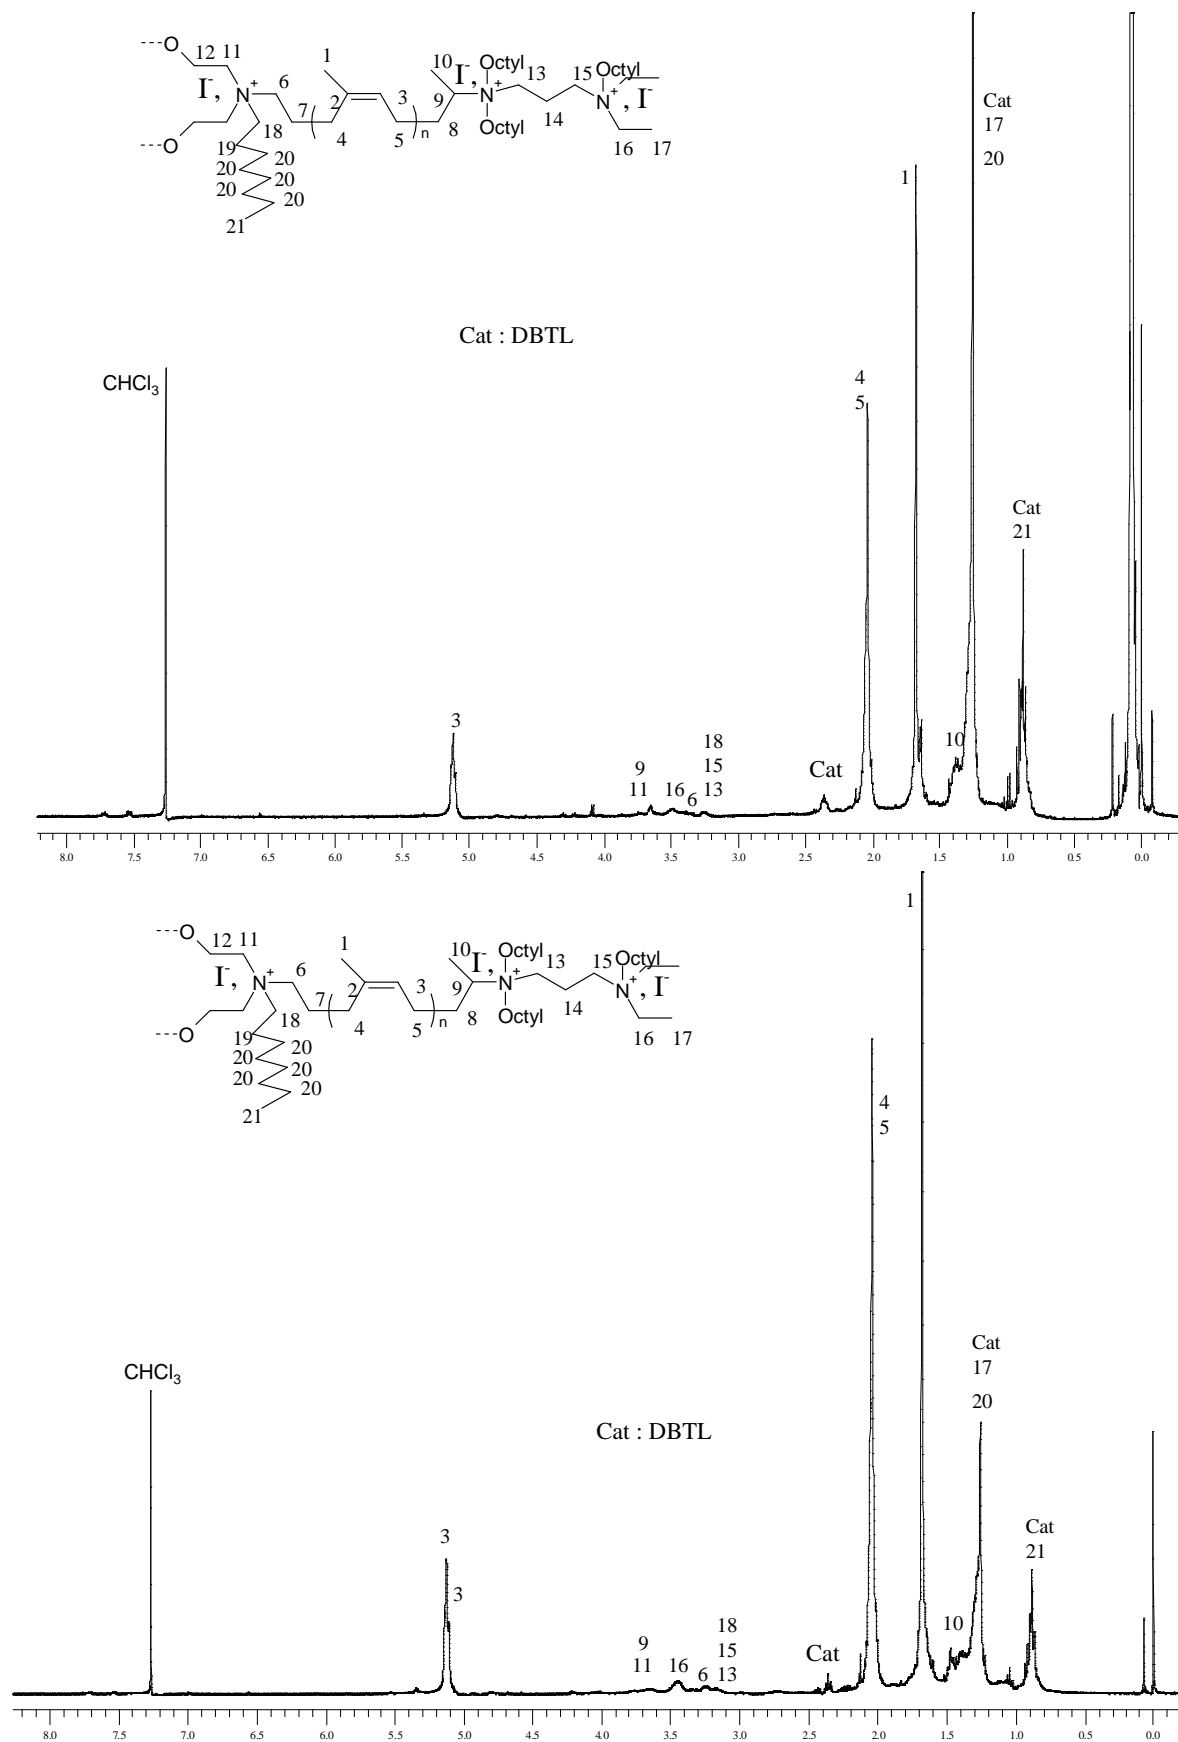 ---O
12 11
I-, N+
6
1
2
3
7
4
5
n
8
9
10
I-,
Octyl
N+
Octyl
13
14
15
Octyl
N+, I-
16 17
---O
18
19
20
20
20
20
20
20
21
Cat
17
20
1
Cat : DBTL
CHCl3
4
5
Cat
21
3
9
11
16
6
18
15
13
Cat
10
8.0 7.5 7.0 6.5 6.0 5.5 5.0 4.5 4.0 3.5 3.0 2.5 2.0 1.5 1.0 0.5 0.0
---O
12 11
I-, N+
6
1
2
3
7
4
5
n
8
9
10
I-,
Octyl
N+
Octyl
13
14
15
Octyl
N+, I-
16 17
---O
18
19
20
20
20
20
20
21
1
4
5
Cat
17
20
CHCl3
Cat : DBTL
Cat
21
3
3
9
11
16
6
18
15
13
Cat
10
8.0 7.5 7.0 6.5 6.0 5.5 5.0 4.5 4.0 3.5 3.0 2.5 2.0 1.5 1.0 0.5 0.0